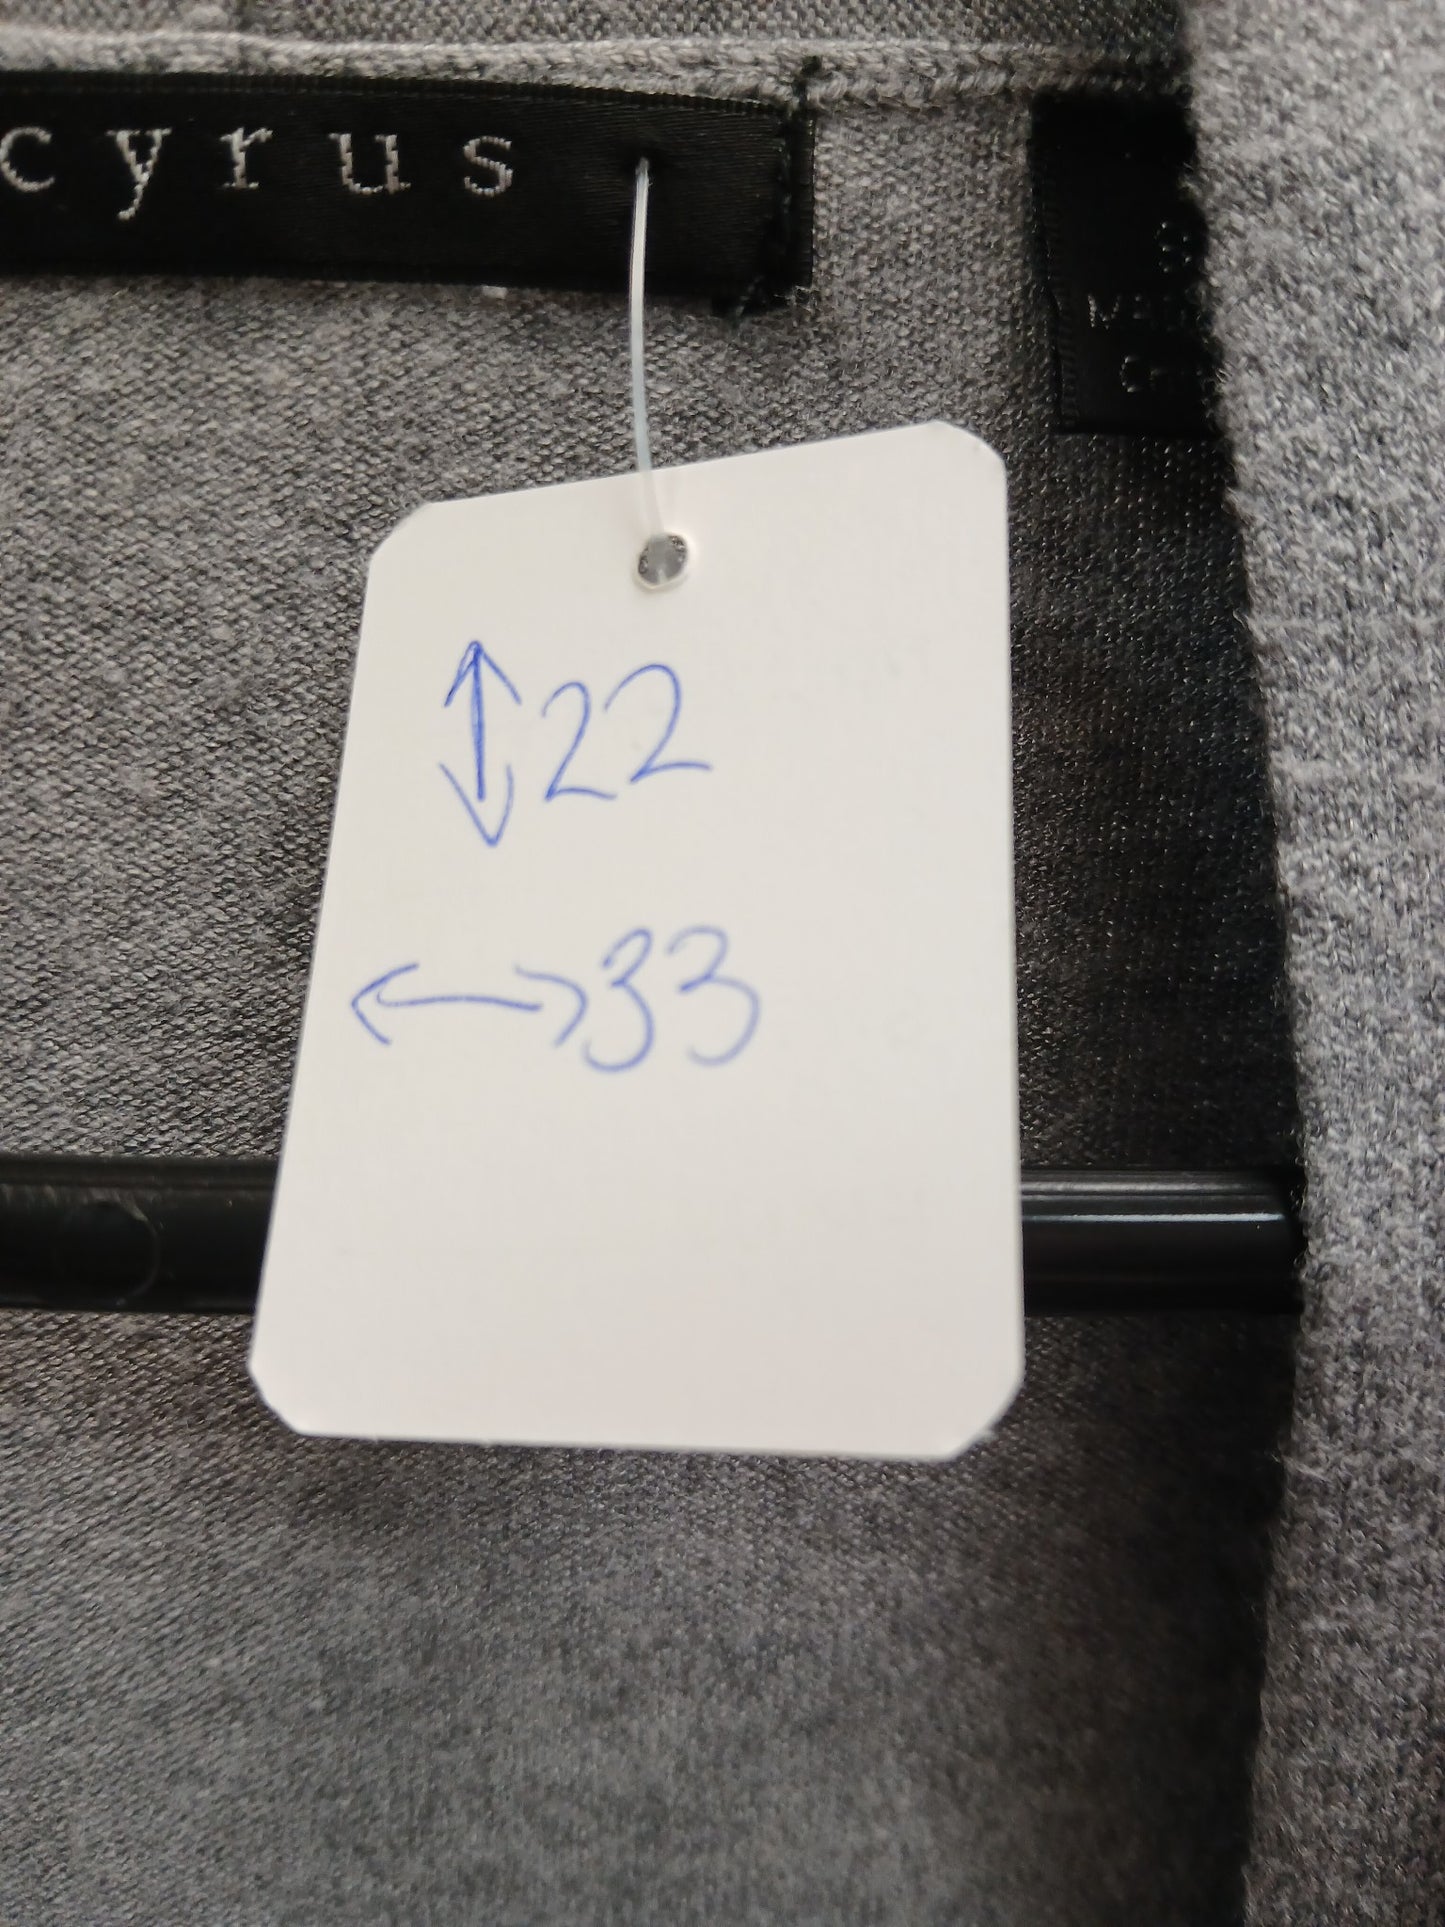 cyrus
↕ 22
↔ 33